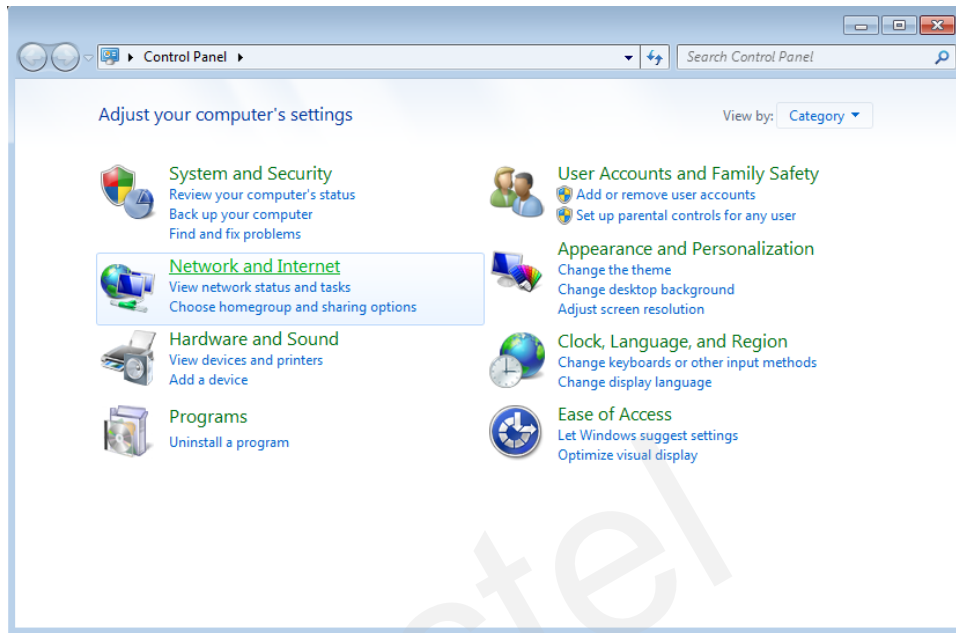 Control Panel
Search Control Panel
Adjust your computer's settings
View by: Category
System and Security
Review your computer's status
Back up your computer
Find and fix problems
Network and Internet
View network status and tasks
Choose homegroup and sharing options
Hardware and Sound
View devices and printers
Add a device
Programs
Uninstall a program
User Accounts and Family Safety
Add or remove user accounts
Set up parental controls for any user
Appearance and Personalization
Change the theme
Change desktop background
Adjust screen resolution
Clock, Language, and Region
Change keyboards or other input methods
Change display language
Ease of Access
Let Windows suggest settings
Optimize visual display